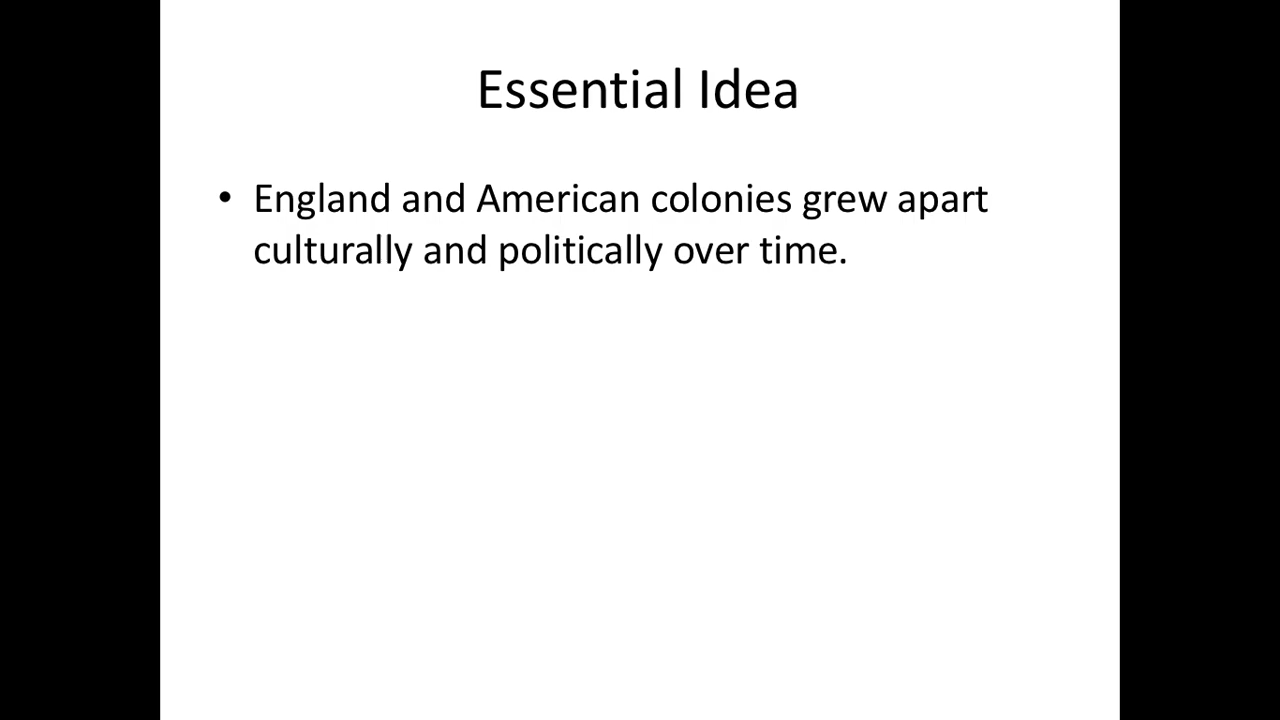 Essential Idea
• England and American colonies grew apart
culturally and politically over time.